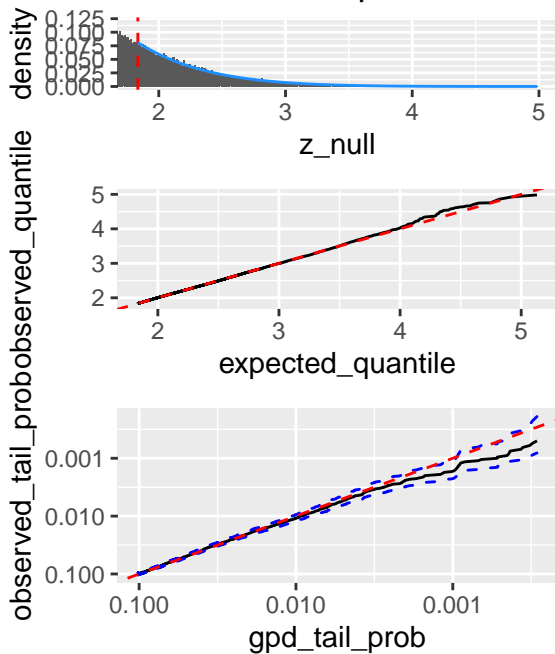 density
0.125
0.100
0.075
0.050
0.025
0.000
2 3 4 5
z_null
observed_quantile
5
4
3
2
2 3 4 5
expected_quantile
observed_tail_prob
0.001
0.010
0.100
0.100 0.010 0.001
gpd_tail_prob